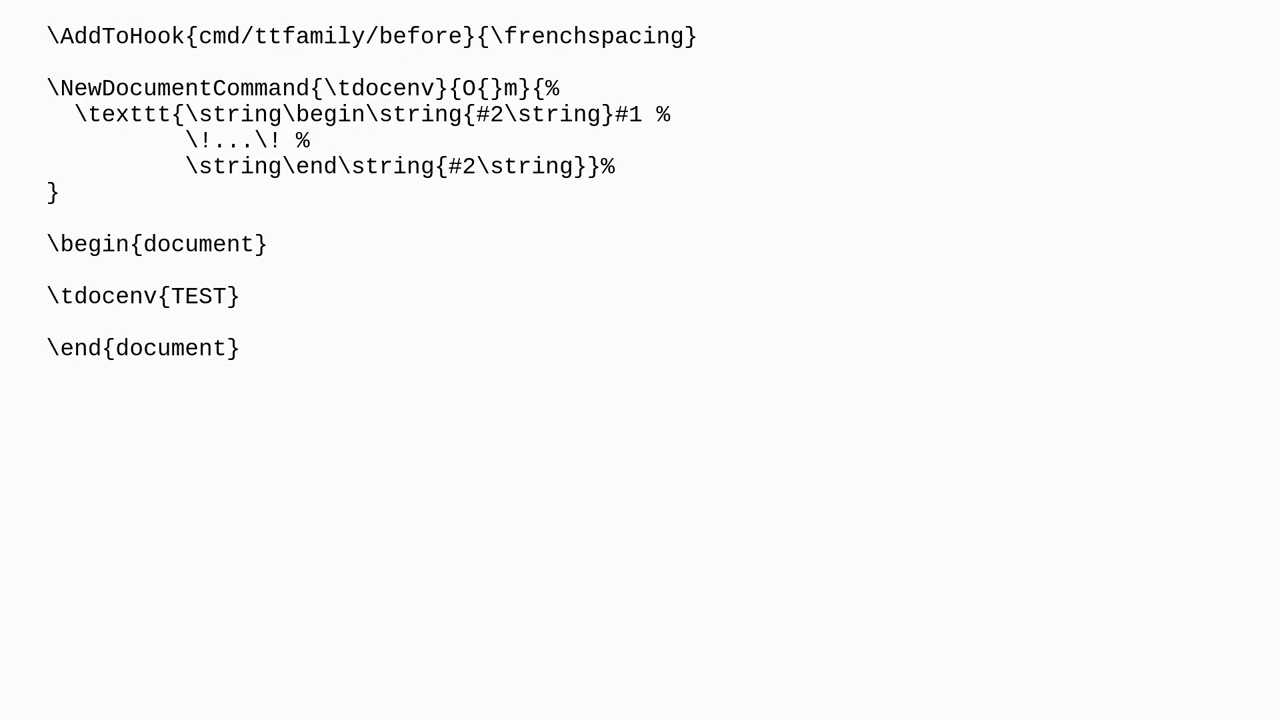 \AddToHook{cmd/ttfamily/before}{\frenchspacing}

\NewDocumentCommand{\tdocenv}{O{}m}{%
  \texttt{\string\begin\string{#2\string}#1 %
          \!...\! %
          \string\end\string{#2\string}}%
}

\begin{document}

\tdocenv{TEST}

\end{document}